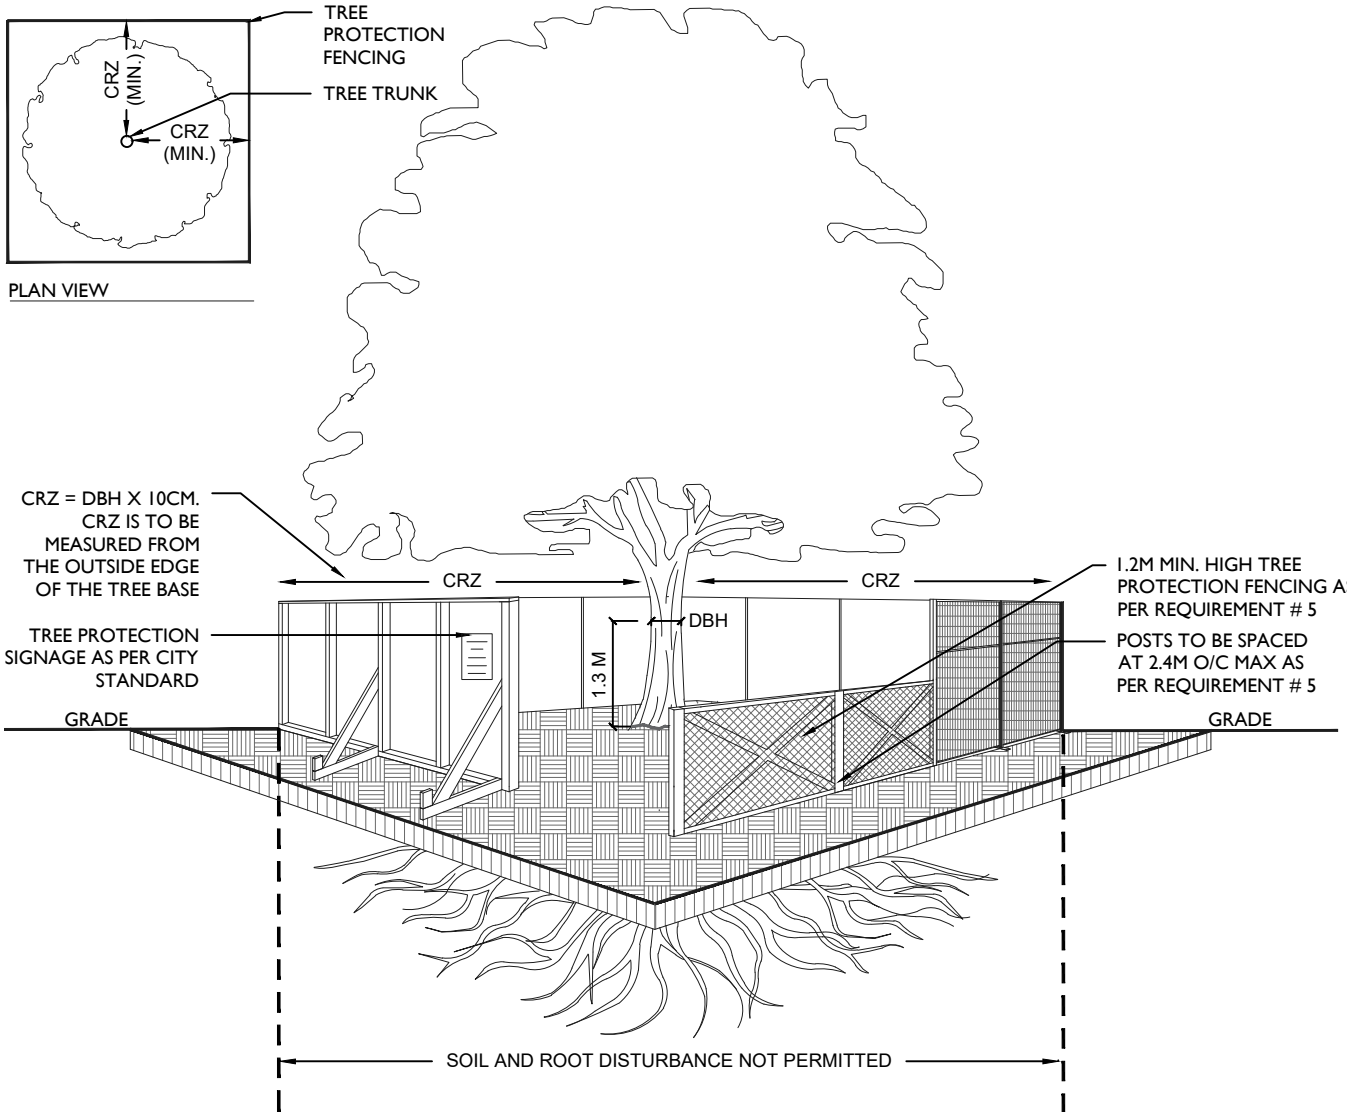 TREE
PROTECTION
FENCING
TREE TRUNK
CRZ
(MIN.)
CRZ
(MIN.)
PLAN VIEW
CRZ = DBH X 10CM.
CRZ IS TO BE
MEASURED FROM
THE OUTSIDE EDGE
OF THE TREE BASE
CRZ
CRZ
DBH
1.3 M
1.2M MIN. HIGH TREE
PROTECTION FENCING AS
PER REQUIREMENT # 5
POSTS TO BE SPACED
AT 2.4M O/C MAX AS
PER REQUIREMENT # 5
TREE PROTECTION
SIGNAGE AS PER CITY
STANDARD
GRADE
GRADE
SOIL AND ROOT DISTURBANCE NOT PERMITTED